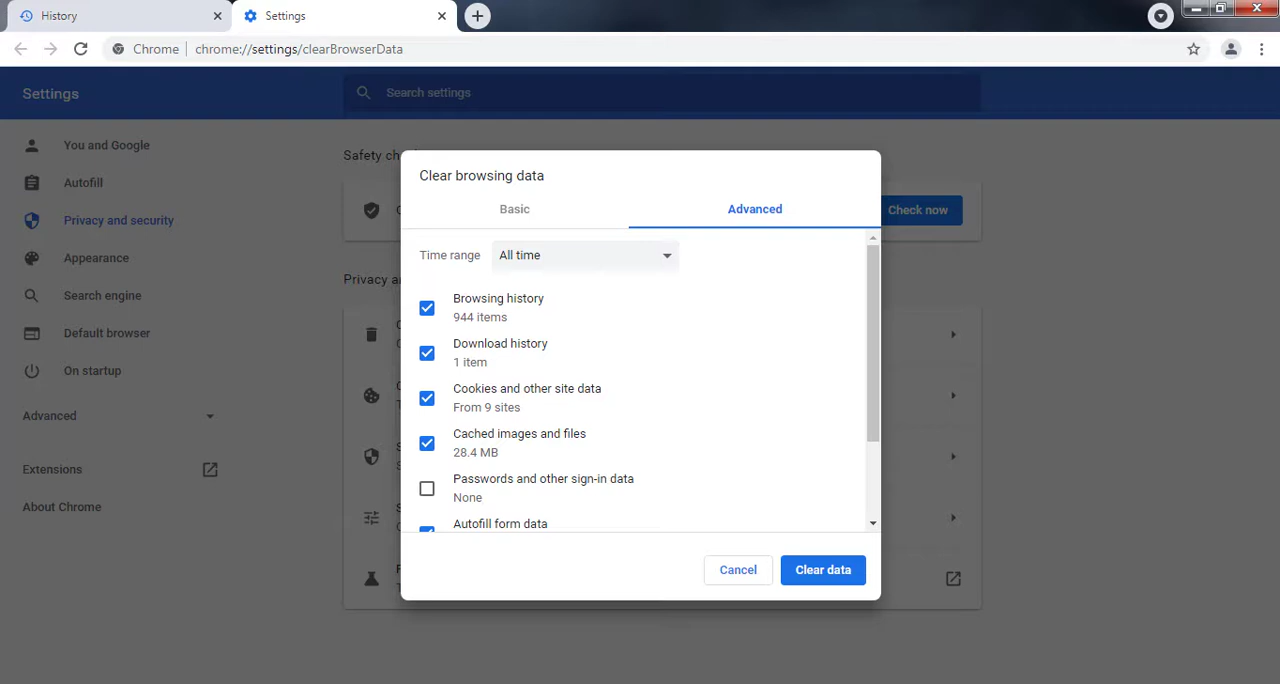 History
Settings
Chrome
chrome://settings/clearBrowserData
Settings
Search settings
You and Google
Autofill
Privacy and security
Appearance
Search engine
Default browser
On startup
Advanced
Extensions
About Chrome
Safety ch
Check now
Privacy a
Clear browsing data
Basic
Advanced
Time range
All time
Browsing history
944 items
Download history
1 item
Cookies and other site data
From 9 sites
Cached images and files
28.4 MB
Passwords and other sign-in data
None
Autofill form data
Cancel
Clear data